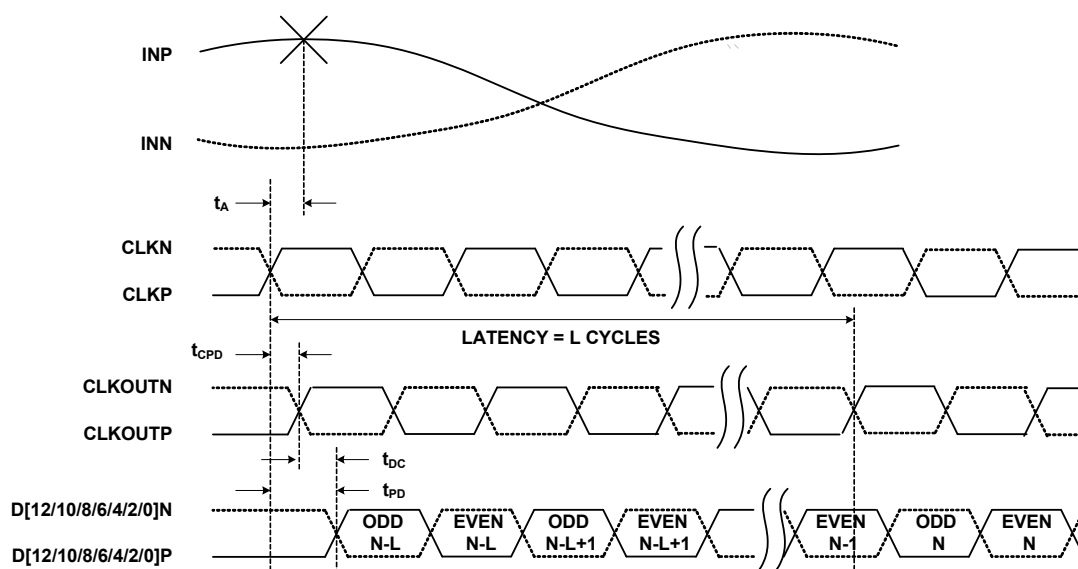 INP
INN
tA
CLKN
CLKP
LATENCY = L CYCLES
tCPD
CLKOUTN
CLKOUTP
tDC
tPD
D[12/10/8/6/4/2/0]N
D[12/10/8/6/4/2/0]P
ODD N-L
EVEN N-L
ODD N-L+1
EVEN N-L+1
EVEN N-1
ODD N
EVEN N